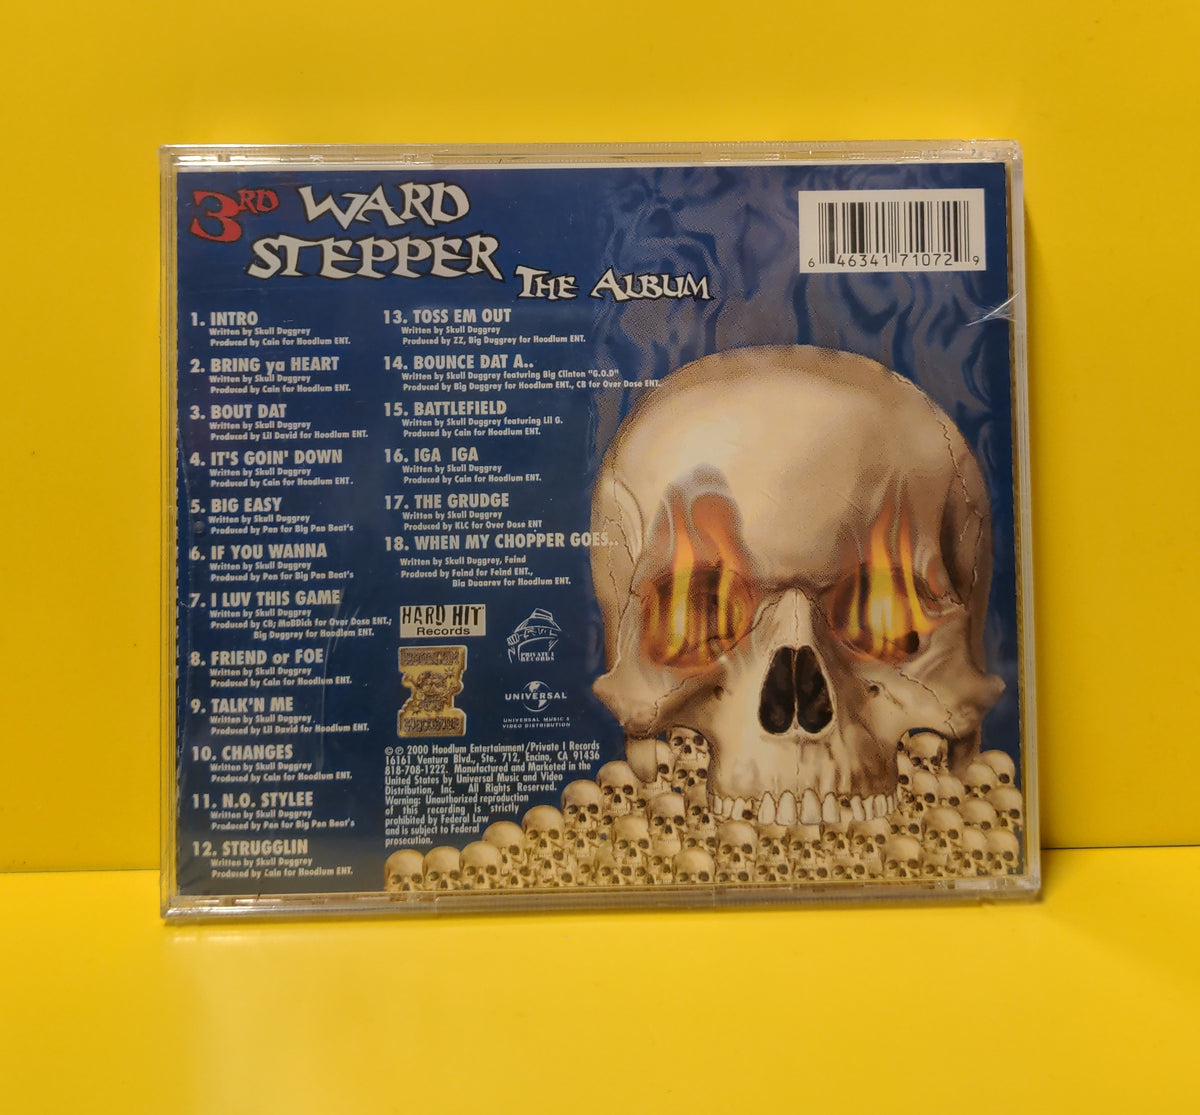 3RD WARD
STEPPER
THE ALBUM
6 46341 71072 9
1. INTRO
Written by Skull Duggrey
Produced by Cain for Hoodlum ENT.
2. BRING ya HEART
Written by Skull Duggrey
Produced by Cain for Hoodlum ENT.
3. BOUT DAT
Written by Skull Duggrey
Produced by Lil David for Hoodlum ENT.
4. IT'S GOIN' DOWN
Written by Skull Duggrey
Produced by Cain for Hoodlum ENT.
5. BIG EASY
Written by Skull Duggrey
Produced by Pen for Big Pen Beat's
6. IF YOU WANNA
Written by Skull Duggrey
Produced by Pen for Big Pen Beat's
7. I LUV THIS GAME
Written by Skull Duggrey
Produced by CB; MoBDick for Over Dose ENT.;
Big Duggrey for Hoodlum ENT.
8. FRIEND or FOE
Written by Skull Duggrey
Produced by Cain for Hoodlum ENT.
9. TALK'N ME
Written by Skull Duggrey
Produced by Lil David for Hoodlum ENT.
10. CHANGES
Written by Skull Duggrey
Produced by Cain for Hoodlum ENT.
11. N.O. STYLEE
Written by Skull Duggrey
Produced by Pen for Big Pen Beat's
12. STRUGGLIN
Written by Skull Duggrey
Produced by Cain for Hoodlum ENT.
13. TOSS EM OUT
Written by Skull Duggrey
Produced by ZZ, Big Duggrey for Hoodlum ENT.
14. BOUNCE DAT A..
Written by Skull Duggrey featuring Big Clinton "G.O.D"
Produced by Big Duggrey for Hoodlum ENT., CB for Over Dose ENT.
15. BATTLEFIELD
Written by Skull Duggrey featuring Lil G.
Produced by Cain for Hoodlum ENT.
16. IGA IGA
Written by Skull Duggrey
Produced by Cain for Hoodlum ENT.
17. THE GRUDGE
Written by Skull Duggrey
Produced by KLC for Over Dose ENT
18. WHEN MY CHOPPER GOES..
Written by Skull Duggrey, Feind
Produced by Feind for Feind ENT.,
Big Duggrey for Hoodlum ENT.
HARD HIT
Records
PRIVATE I
RECORDS
UNIVERSAL
UNIVERSAL MUSIC &
VIDEO DISTRIBUTION
©℗ 2000 Hoodlum Entertainment/Private I Records
16161 Ventura Blvd., Ste. 712, Encino, CA 91436
818-708-1222. Manufactured and Marketed in the
United States by Universal Music and Video
Distribution, Inc. All Rights Reserved.
Warning: Unauthorized reproduction
of this recording is strictly
prohibited by Federal Law
and is subject to Federal
prosecution.